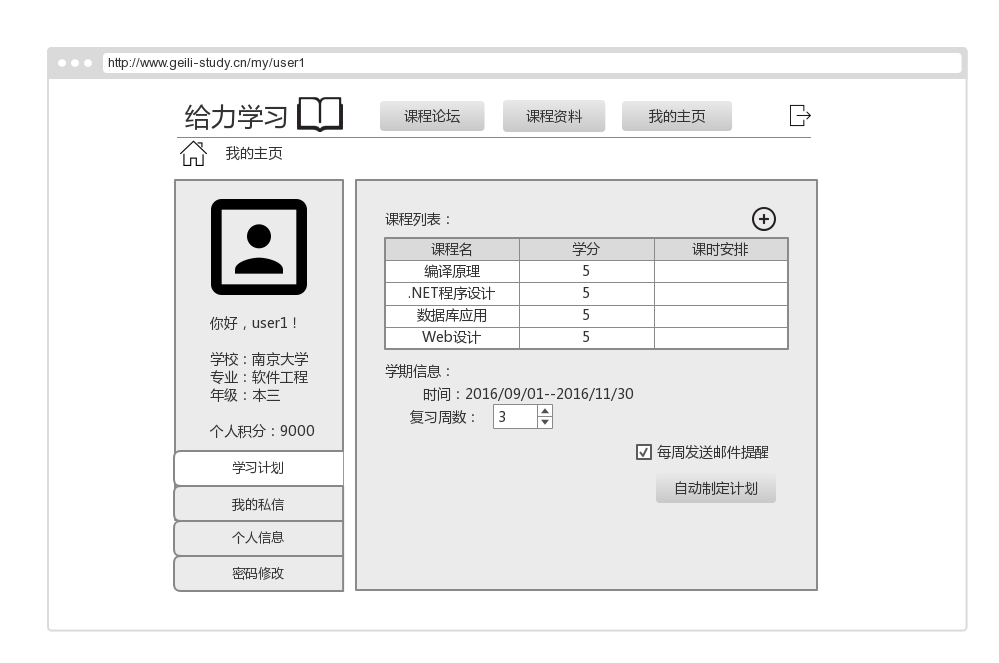 http://www.geili-study.cn/my/user1
给力学习 课程论坛 课程资料 我的主页
我的主页
你好，user1！
学校：南京大学
专业：软件工程
年级：本三
个人积分：9000
学习计划
我的私信
个人信息
密码修改
课程列表：
课程名 学分 课时安排
编译原理 5
.NET程序设计 5
数据库应用 5
Web设计 5
学期信息：
时间：2016/09/01--2016/11/30
复习周数： 3
每周发送邮件提醒
自动制定计划